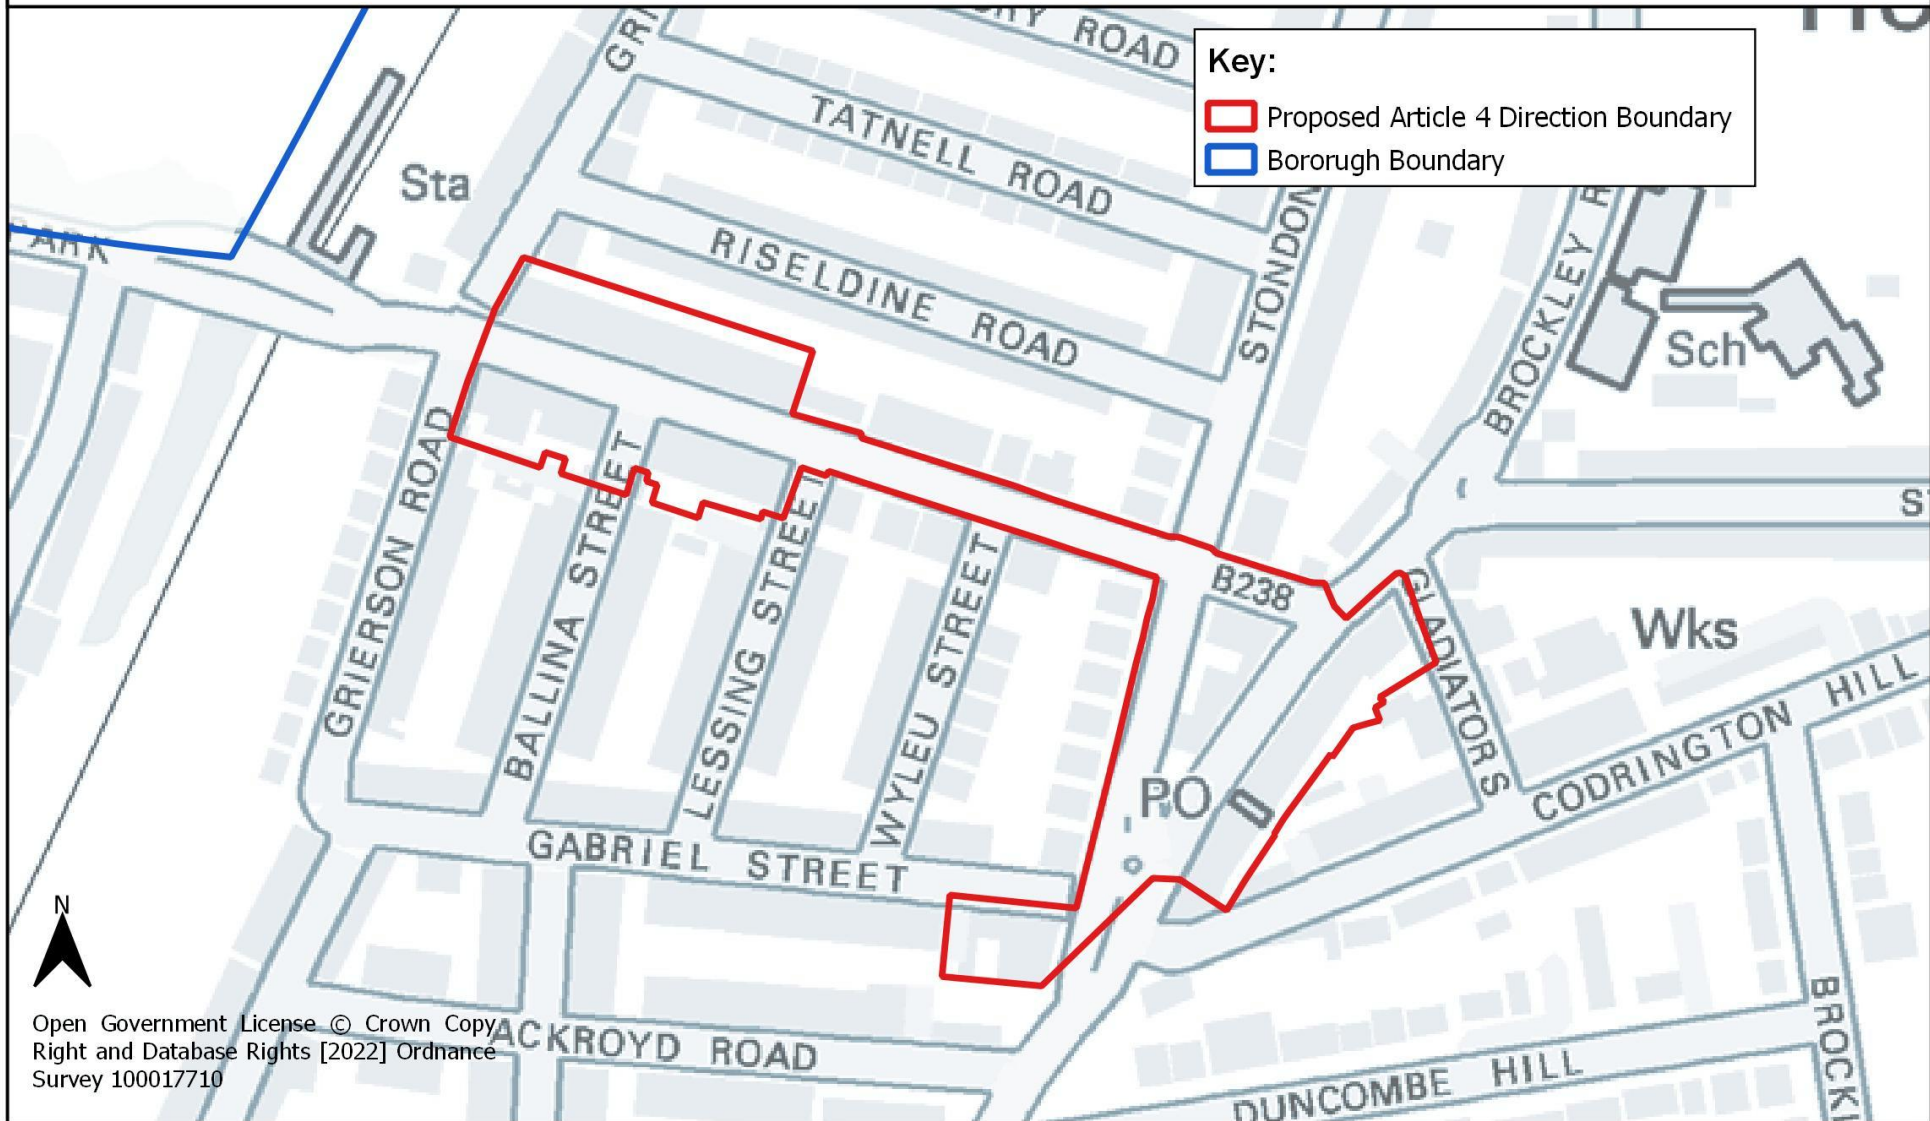 ROAD
Key:
Proposed Article 4 Direction Boundary
Bororugh Boundary
TATNELL ROAD
Sta
PARK
RISELDINE ROAD
STONDON
BROCKLEY R
Sch
GRIERSON ROAD
BALLINA STREET
LESSING STREET
WYLEU STREET
B238
GLADIATOR S
Wks
PO
CODRINGTON HILL
GABRIEL STREET
N
Open Government License © Crown Copy
Right and Database Rights [2022] Ordnance
Survey 100017710
ACKROYD ROAD
DUNCOMBE HILL